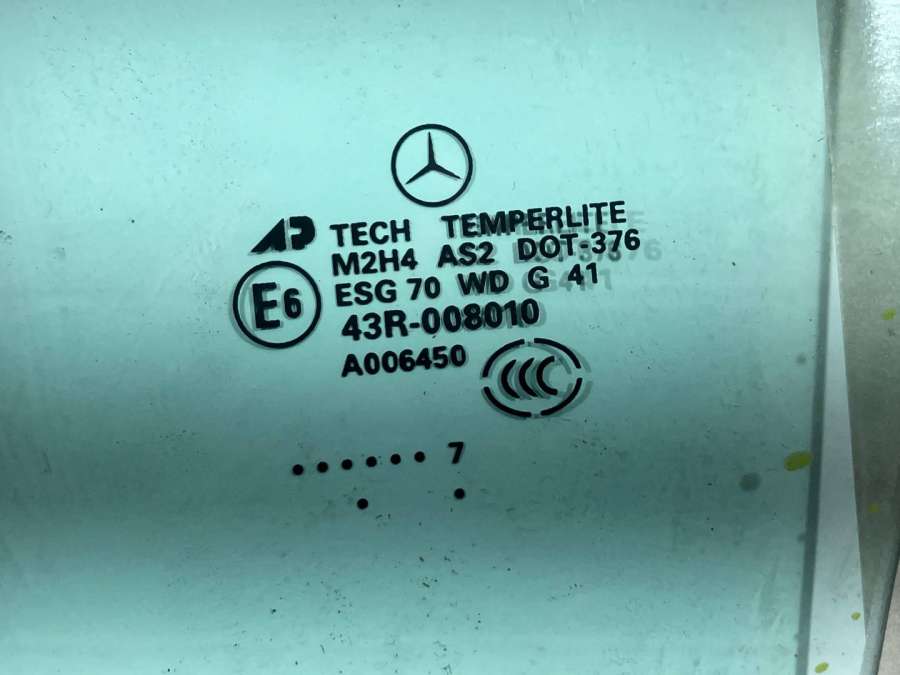 AP TECH TEMPERLITE
M2H4 AS2 DOT-376
E6 ESG 70 WD G 41
43R-008010
A006450
CCC
• • • • • • 7
• •